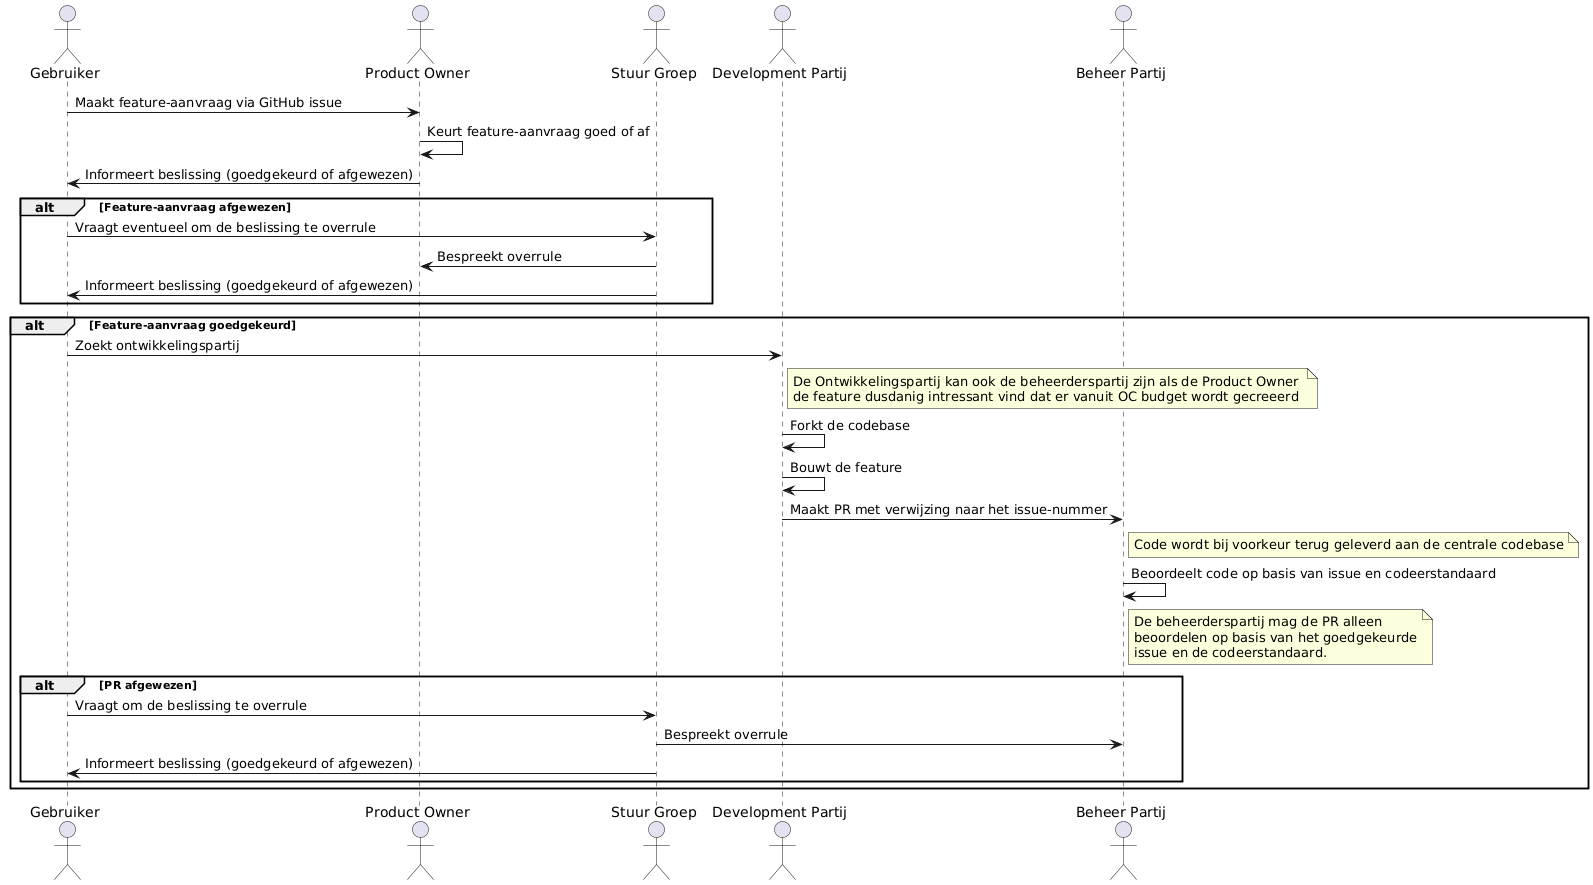 Gebruiker
Product Owner
Stuur Groep
Development Partij
Beheer Partij
Maakt feature-aanvraag via GitHub issue
Keurt feature-aanvraag goed of af
Informeert beslissing (goedgekeurd of afgewezen)
alt [Feature-aanvraag afgewezen]
Vraagt eventueel om de beslissing te overrule
Bespreekt overrule
Informeert beslissing (goedgekeurd of afgewezen)
alt [Feature-aanvraag goedgekeurd]
Zoekt ontwikkelingspartij
De Ontwikkelingspartij kan ook de beheerderspartij zijn als de Product Owner
de feature dusdanig intressant vind dat er vanuit OC budget wordt gecreeerd
Forkt de codebase
Bouwt de feature
Maakt PR met verwijzing naar het issue-nummer
Code wordt bij voorkeur terug geleverd aan de centrale codebase
Beoordeelt code op basis van issue en codeerstandaard
De beheerderspartij mag de PR alleen
beoordelen op basis van het goedgekeurde
issue en de codeerstandaard.
alt [PR afgewezen]
Vraagt om de beslissing te overrule
Bespreekt overrule
Informeert beslissing (goedgekeurd of afgewezen)
Gebruiker
Product Owner
Stuur Groep
Development Partij
Beheer Partij